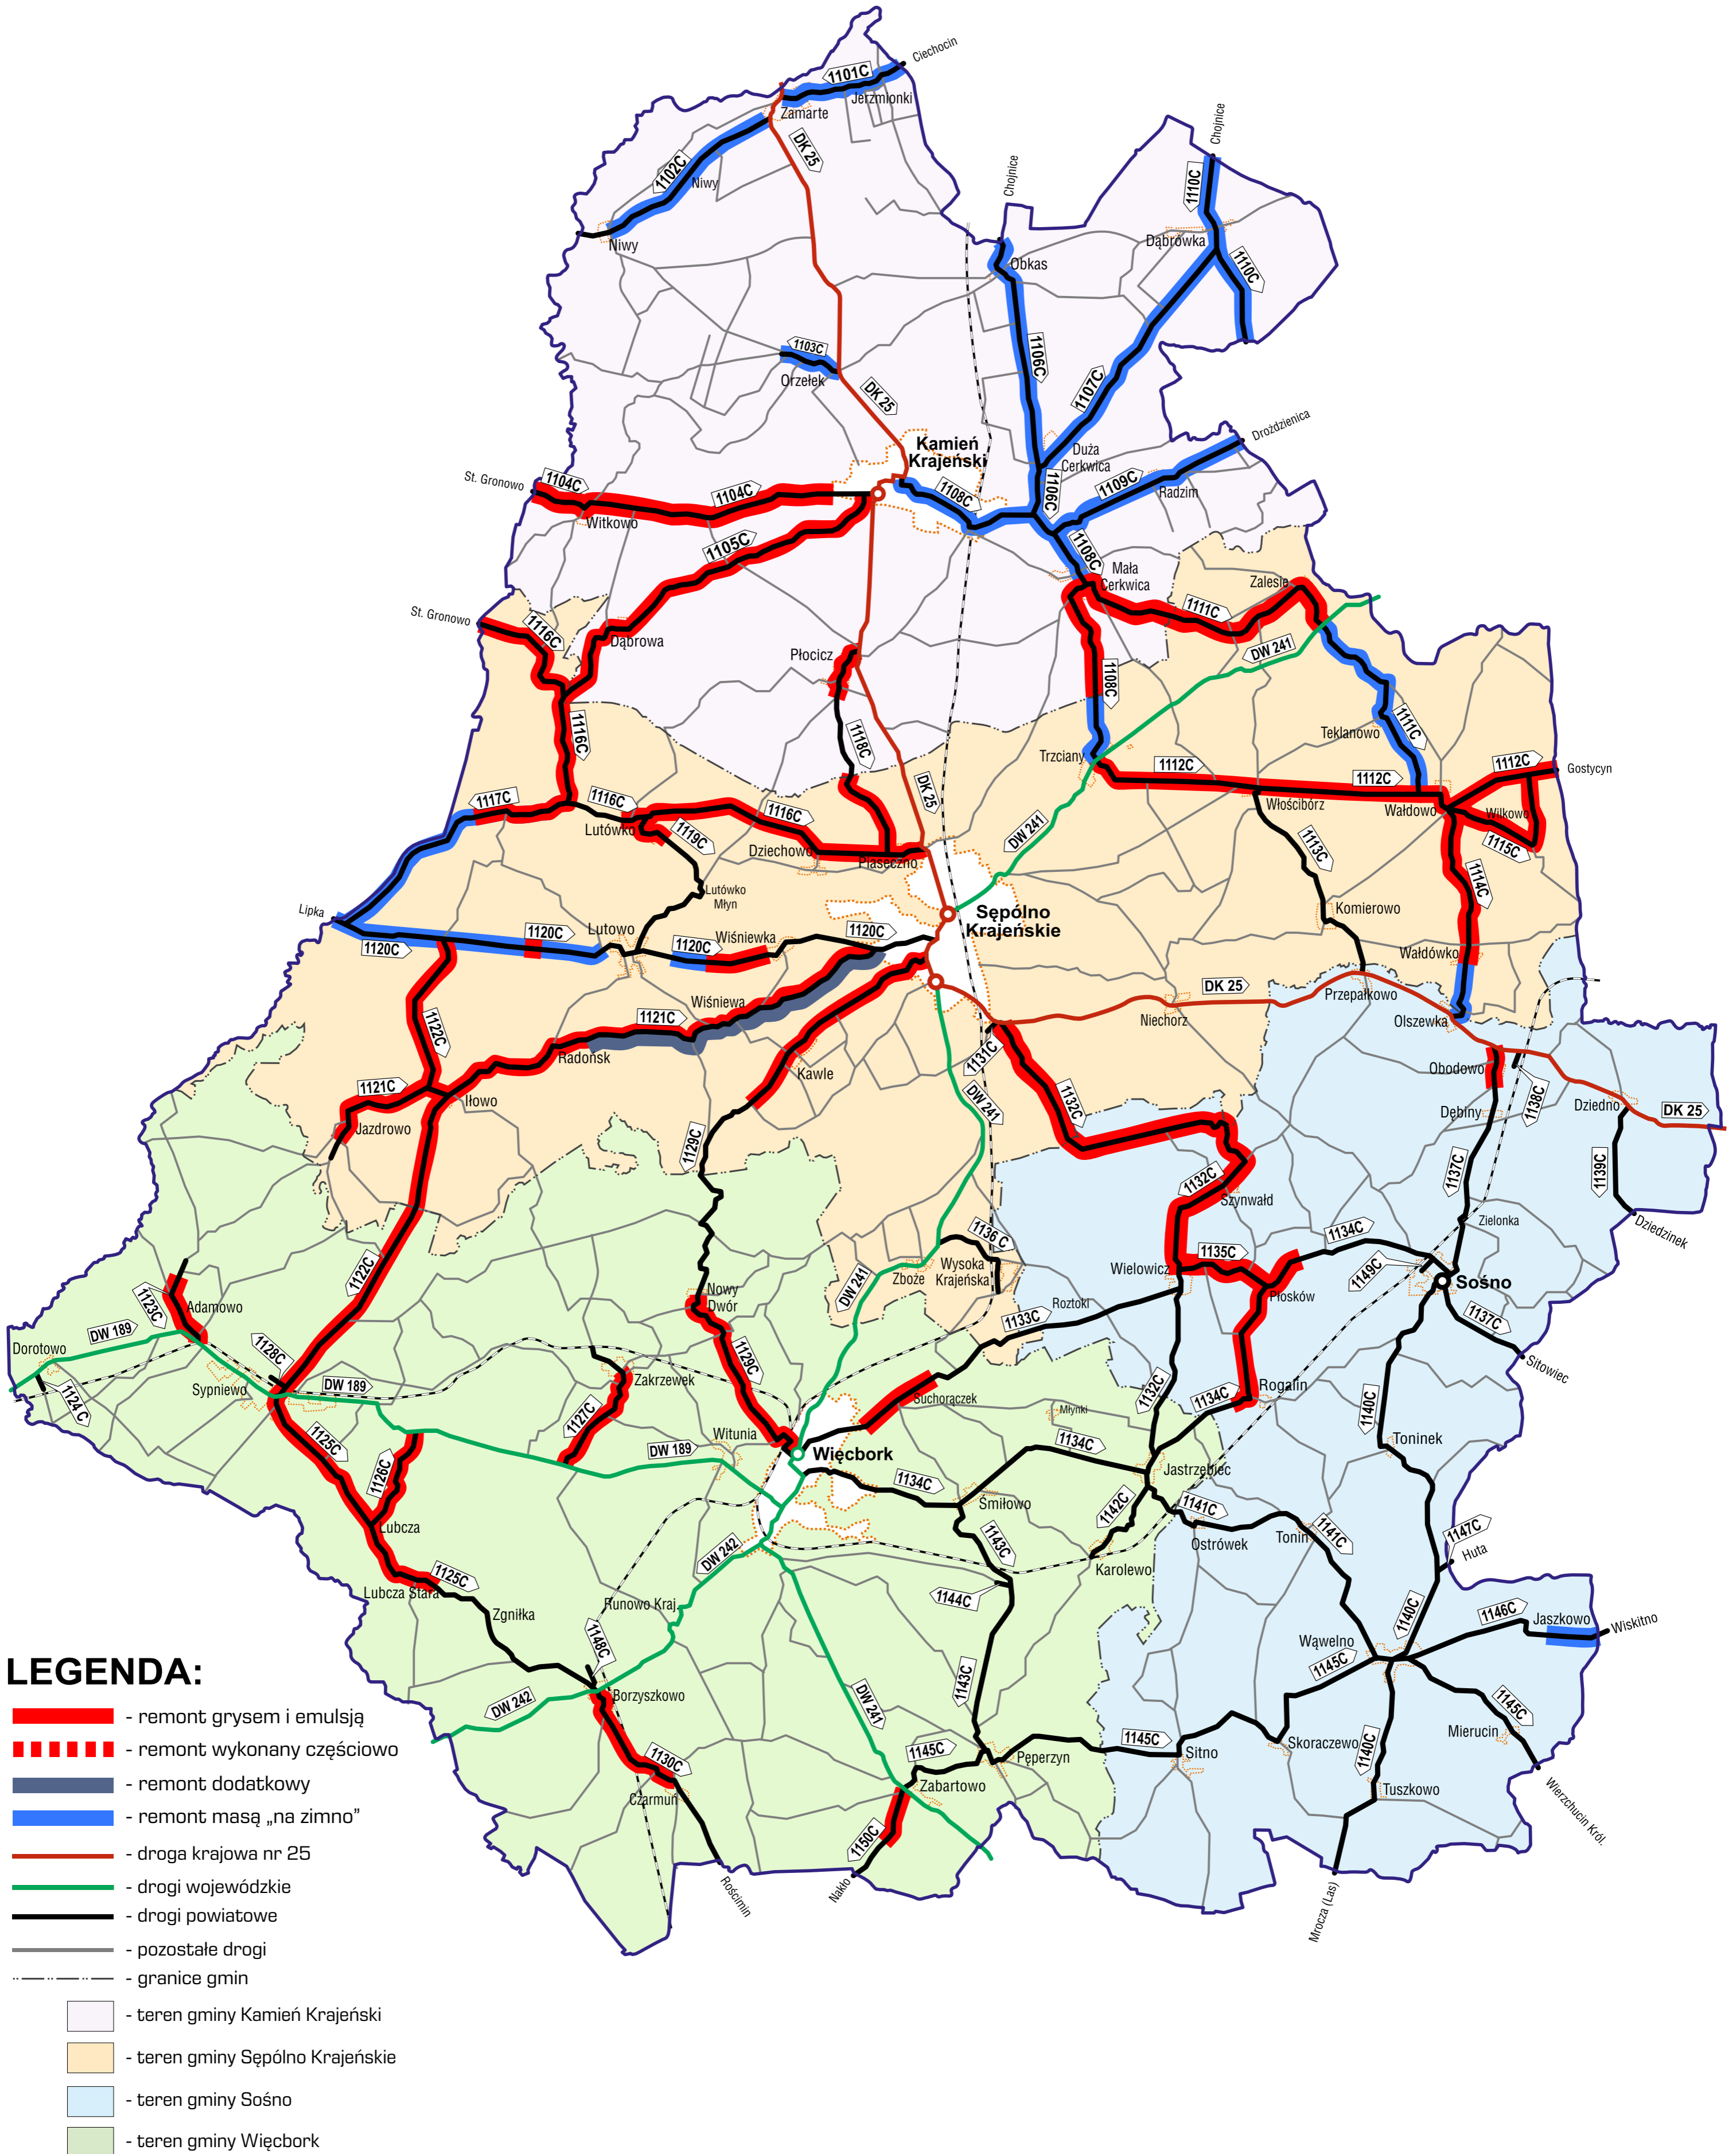 Ciechocin
1101C
Jerzmionki
Zamarte
DK 25
1102C
Niwy
Niwy
Chojnice
Chojnice
1110C
Dąbrówka
1110C
Obkas
1106C
1107C
1103C
Orzełek
DK 25
Kamień
Krajeński
Duża
Cerkwica
Drożdzienica
1109C
Radzim
1106C
1108C
St. Gronowo
1104C
1104C
Witkowo
1105C
1108C
Mała
Cerkwica
Zalesie
1111C
DW 241
St. Gronowo
1116C
Dąbrowa
Płocicz
1108C
1116C
1118C
Teklanowo
1111C
Trzciany
1112C
1112C
1112C
Gostycyn
DK 25
1117C
1116C
1116C
Lutówko
1119C
Dziechowo
Piaseczno
DW 241
Włościbórz
Wałdowo
Wilkowo
1115C
1113C
1114C
Lutówko
Młyn
Lipka
1120C
1120C
Lutowo
1120C
Wiśniewka
1120C
Sępólno
Krajeńskie
Komierowo
Wałdówko
Wiśniewa
1121C
Radońsk
1122C
DK 25
Niechorz
Przepałkowo
Olszewka
1131C
Kawle
1121C
Iłowo
Jazdrowo
1132C
DW 241
Obodowo
1138C
Dębiny
Dziedno
DK 25
1129C
1137C
1139C
1132C
Szynwałd
Zielonka
Dziedzinek
1136 C
Wysoka
Krajeńska
Zboże
1134C
1135C
Wielowicz
1149C
Sośno
Płosków
1122C
1123C
Adamowo
DW 189
Dorotowo
1124 C
Sypniewo
1128C
DW 189
Nowy
Dwór
DW 241
Roztoki
1133C
1137C
Sitowiec
1129C
Zakrzewek
1127C
Suchorączek
1132C
1134C
Rogalin
1140C
Młynki
Witunia
DW 189
Więcbork
1134C
1134C
Jastrzębiec
Toninek
1125C
1126C
Lubcza
Śmiłowo
1142C
1141C
Ostrówek
Tonin
1141C
1147C
Huta
1143C
Karolewo
DW 242
1125C
Lubcza Stara
Zgniłka
Runowo Kraj.
1148C
1144C
1140C
1146C
Jaszkowo
Wiskitno
Wąwelno
1145C
1143C
DW 242
Borzyszkowo
DW 241
1145C
Mierucin
1130C
Czarmuń
1145C
Pęperzyn
1145C
Sitno
Skoraczewo
1140C
Tuszkowo
Zabartowo
Wierzchucin Król.
1150C
Nakło
Rościmin
Mrocza (Las)
LEGENDA:
- remont grysem i emulsją
- remont wykonany częściowo
- remont dodatkowy
- remont masą „na zimno”
- droga krajowa nr 25
- drogi wojewódzkie
- drogi powiatowe
- pozostałe drogi
- granice gmin
- teren gminy Kamień Krajeński
- teren gminy Sępólno Krajeńskie
- teren gminy Sośno
- teren gminy Więcbork